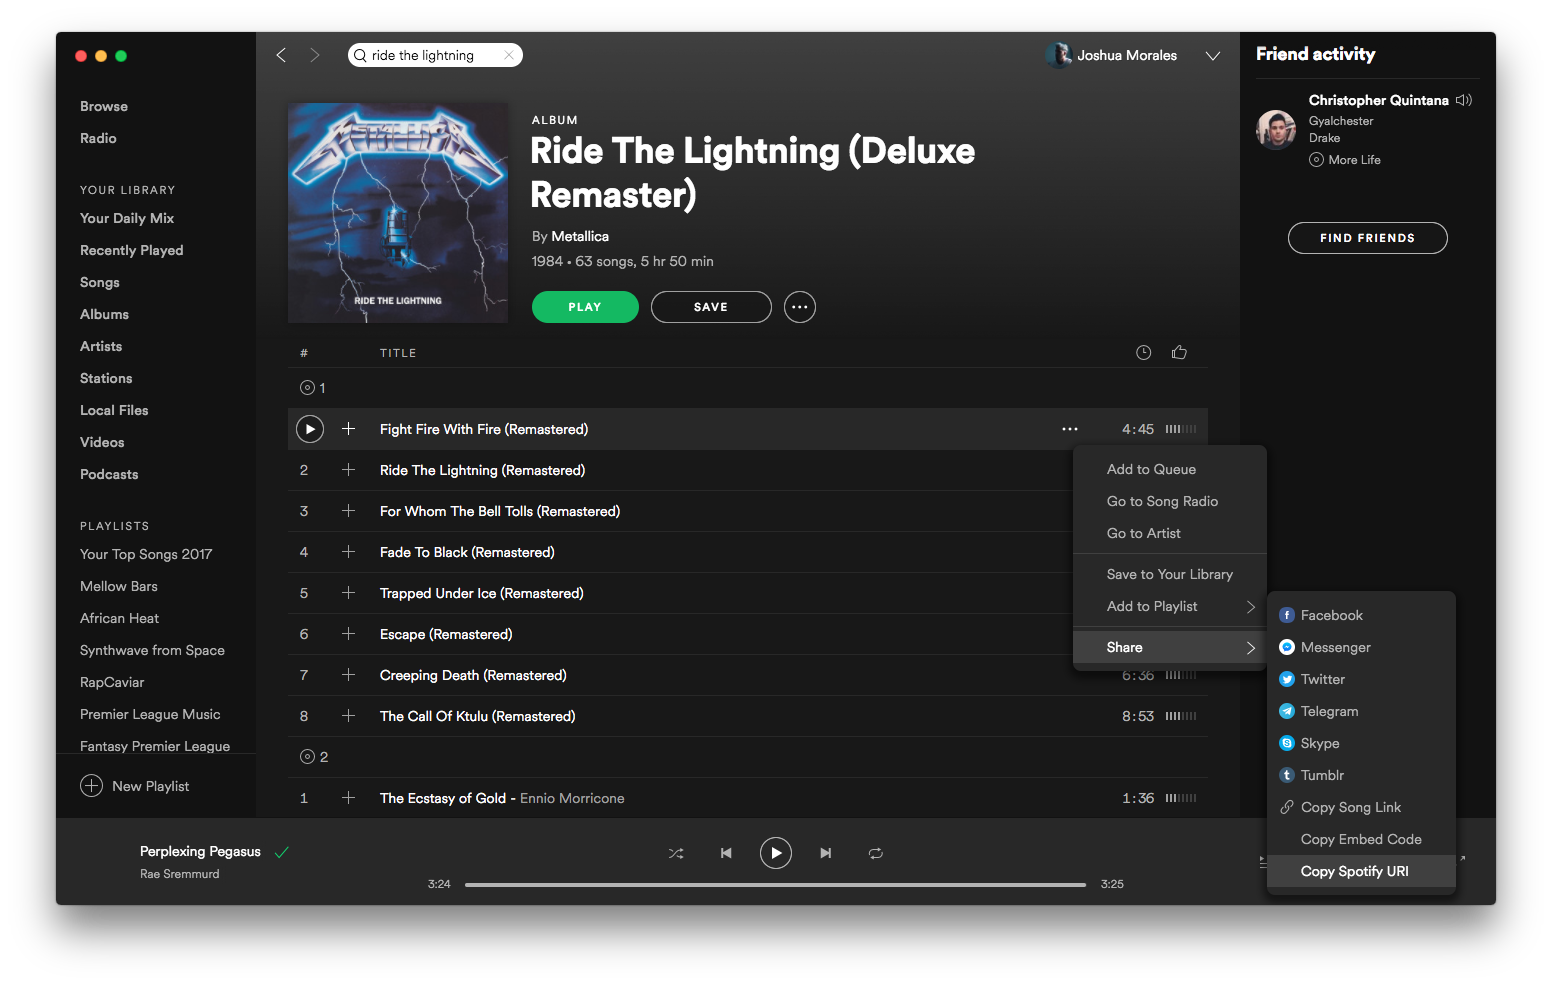 Browse
Radio
YOUR LIBRARY
Your Daily Mix
Recently Played
Songs
Albums
Artists
Stations
Local Files
Videos
Podcasts
PLAYLISTS
Your Top Songs 2017
Mellow Bars
African Heat
Synthwave from Space
RapCaviar
Premier League Music
Fantasy Premier League
New Playlist
ride the lightning
Joshua Morales
METALLICA
RIDE THE LIGHTNING
ALBUM
Ride The Lightning (Deluxe
Remaster)
By Metallica
1984 • 63 songs, 5 hr 50 min
PLAY SAVE
# TITLE
1
Fight Fire With Fire (Remastered) 4:45
2 Ride The Lightning (Remastered)
3 For Whom The Bell Tolls (Remastered)
4 Fade To Black (Remastered)
5 Trapped Under Ice (Remastered)
6 Escape (Remastered)
7 Creeping Death (Remastered) 6:36
8 The Call Of Ktulu (Remastered) 8:53
2
1 The Ecstasy of Gold - Ennio Morricone 1:36
Add to Queue
Go to Song Radio
Go to Artist
Save to Your Library
Add to Playlist
Share
Facebook
Messenger
Twitter
Telegram
Skype
Tumblr
Copy Song Link
Copy Embed Code
Copy Spotify URI
Friend activity
Christopher Quintana
Gyalchester
Drake
More Life
FIND FRIENDS
Perplexing Pegasus
Rae Sremmurd
3:24 3:25